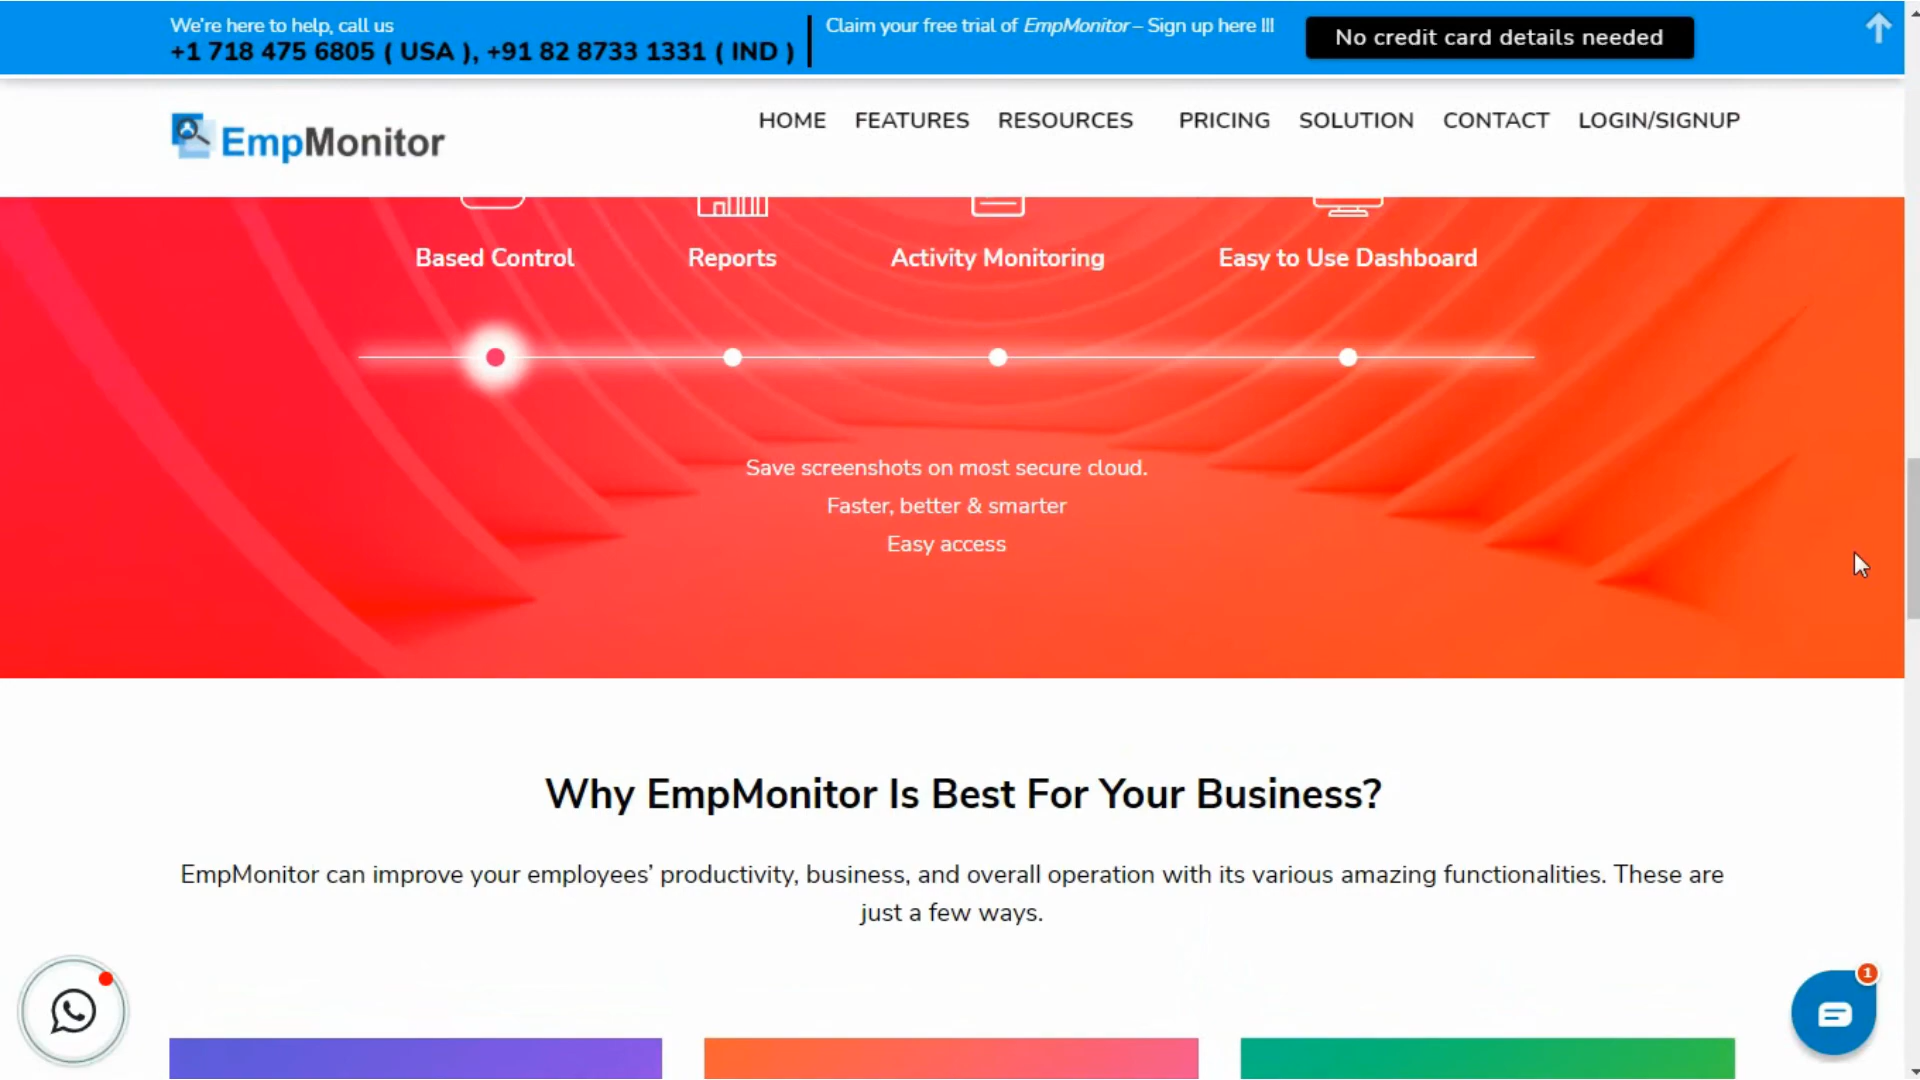 We're here to help, call us
+1 718 475 6805 ( USA ), +91 82 8733 1331 ( IND )
Claim your free trial of EmpMonitor – Sign up here !!!
No credit card details needed
EmpMonitor
HOME FEATURES RESOURCES PRICING SOLUTION CONTACT LOGIN/SIGNUP
Based Control Reports Activity Monitoring Easy to Use Dashboard
Save screenshots on most secure cloud.
Faster, better & smarter
Easy access
Why EmpMonitor Is Best For Your Business?
EmpMonitor can improve your employees’ productivity, business, and overall operation with its various amazing functionalities. These are
just a few ways.
1